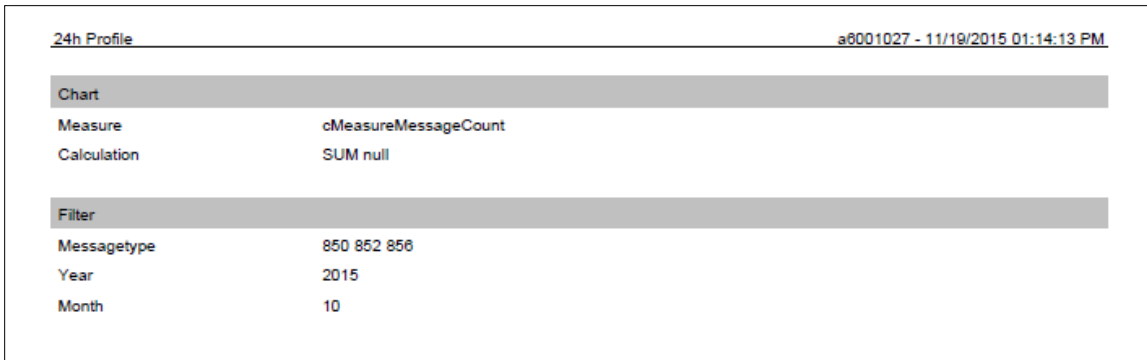 24h Profile a6001027 - 11/19/2015 01:14:13 PM
Chart
Measure cMeasureMessageCount
Calculation SUM null
Filter
Messagetype 850 852 856
Year 2015
Month 10